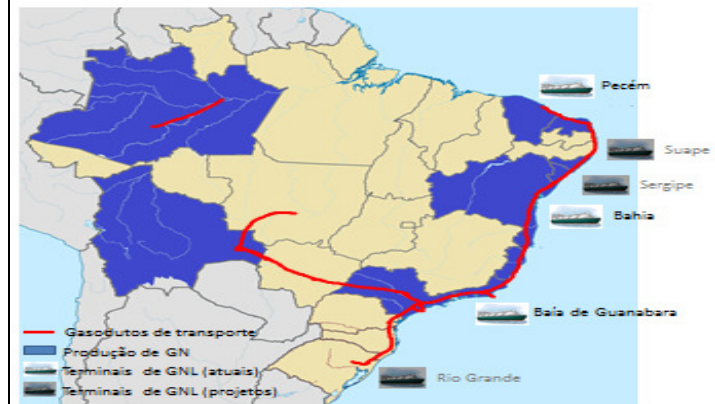 Pecém
Suape
Sergipe
Bahia
Baía de Guanabara
Gasodutos de transporte
Produção de GN
Terminais de GNL (atuais)
Terminais de GNL (projetos)
Rio Grande